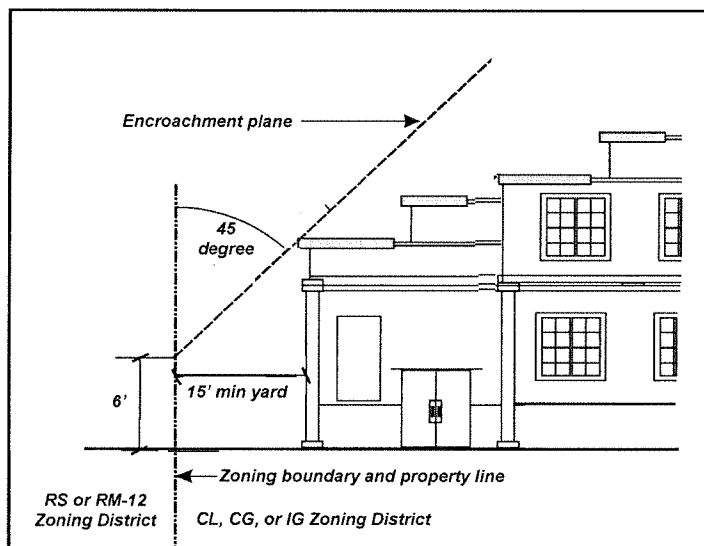 Encroachment plane
45
degree
15' min yard
6'
Zoning boundary and property line
RS or RM-12
Zoning District
CL, CG, or IG Zoning District